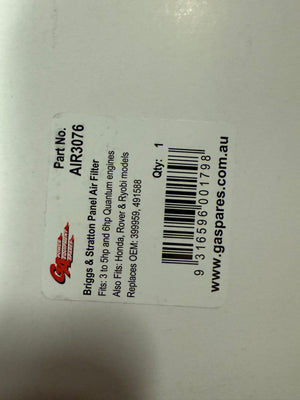 Part No.
AIR3076
Briggs & Stratton Panel Air Filter
Fits: 3 to 5hp and 6hp Quantum engines
Also Fits: Honda, Rover & Ryobi models
Replaces OEM: 399959, 491588
Qty: 1
9 316596 001798
www.gaspares.com.au